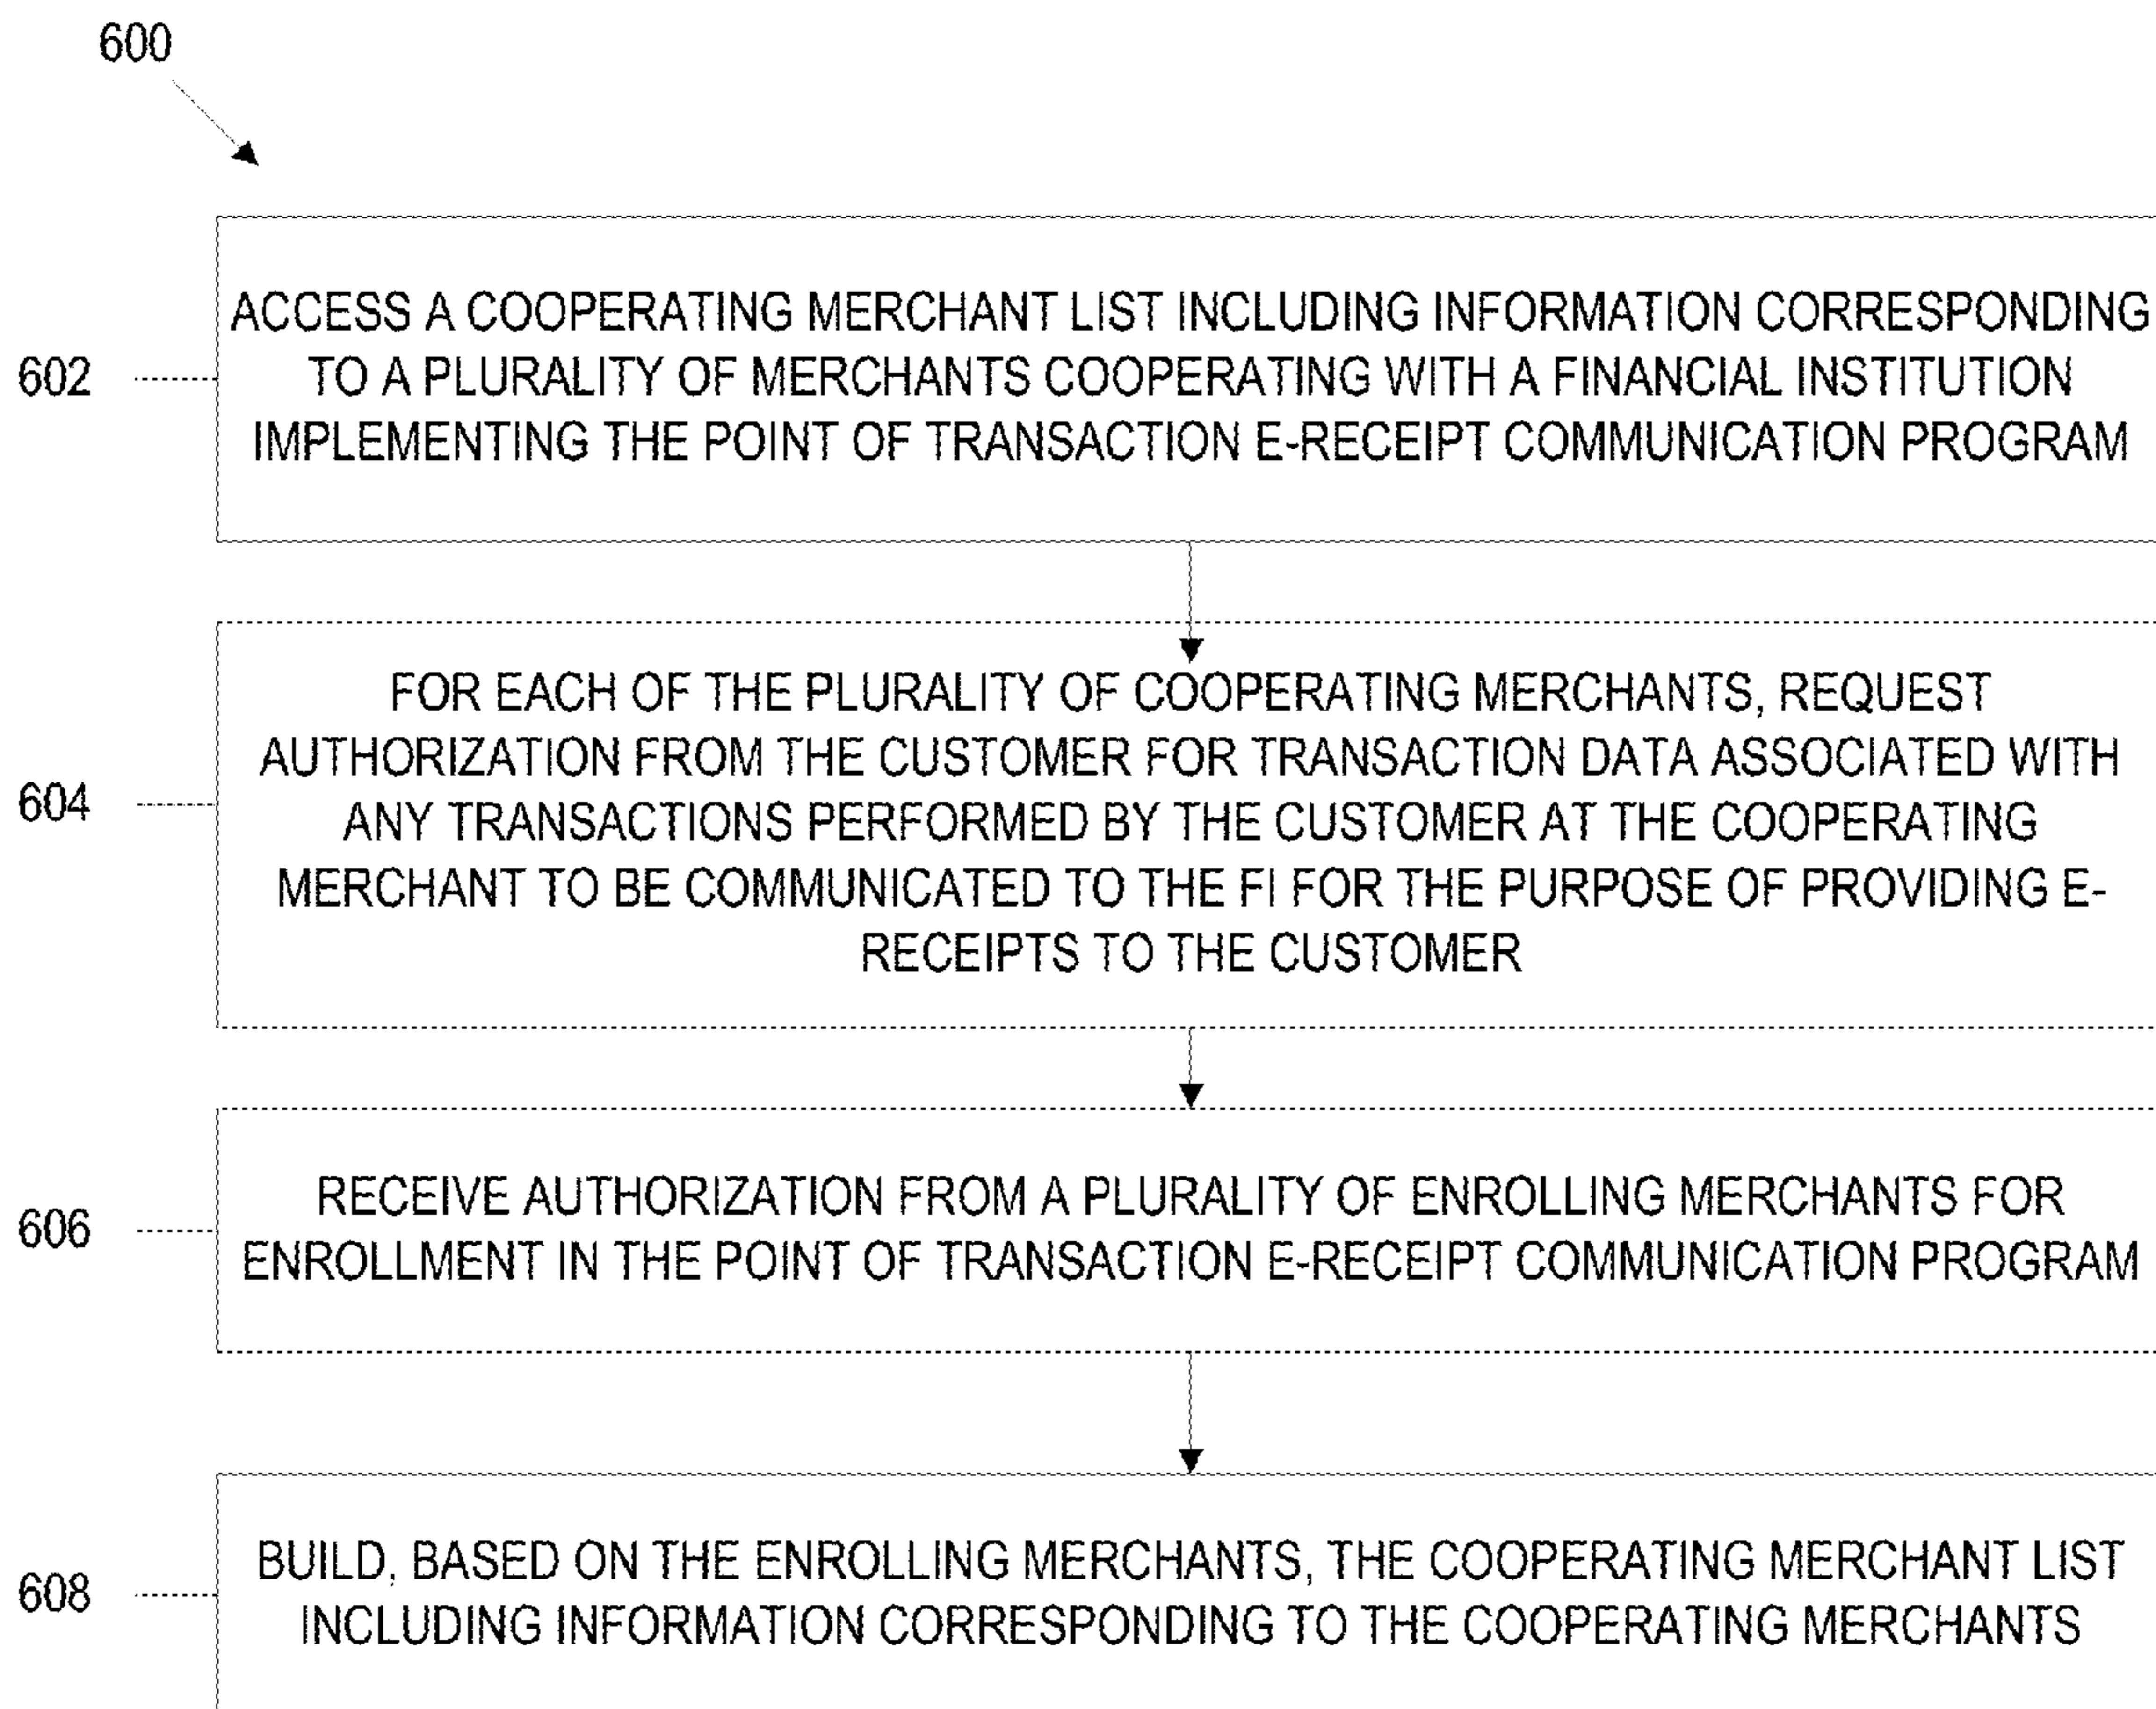 600
602
ACCESS A COOPERATING MERCHANT LIST INCLUDING INFORMATION CORRESPONDING
TO A PLURALITY OF MERCHANTS COOPERATING WITH A FINANCIAL INSTITUTION
IMPLEMENTING THE POINT OF TRANSACTION E-RECEIPT COMMUNICATION PROGRAM
604
FOR EACH OF THE PLURALITY OF COOPERATING MERCHANTS, REQUEST
AUTHORIZATION FROM THE CUSTOMER FOR TRANSACTION DATA ASSOCIATED WITH
ANY TRANSACTIONS PERFORMED BY THE CUSTOMER AT THE COOPERATING
MERCHANT TO BE COMMUNICATED TO THE FI FOR THE PURPOSE OF PROVIDING E-
RECEIPTS TO THE CUSTOMER
606
RECEIVE AUTHORIZATION FROM A PLURALITY OF ENROLLING MERCHANTS FOR
ENROLLMENT IN THE POINT OF TRANSACTION E-RECEIPT COMMUNICATION PROGRAM
608
BUILD, BASED ON THE ENROLLING MERCHANTS, THE COOPERATING MERCHANT LIST
INCLUDING INFORMATION CORRESPONDING TO THE COOPERATING MERCHANTS